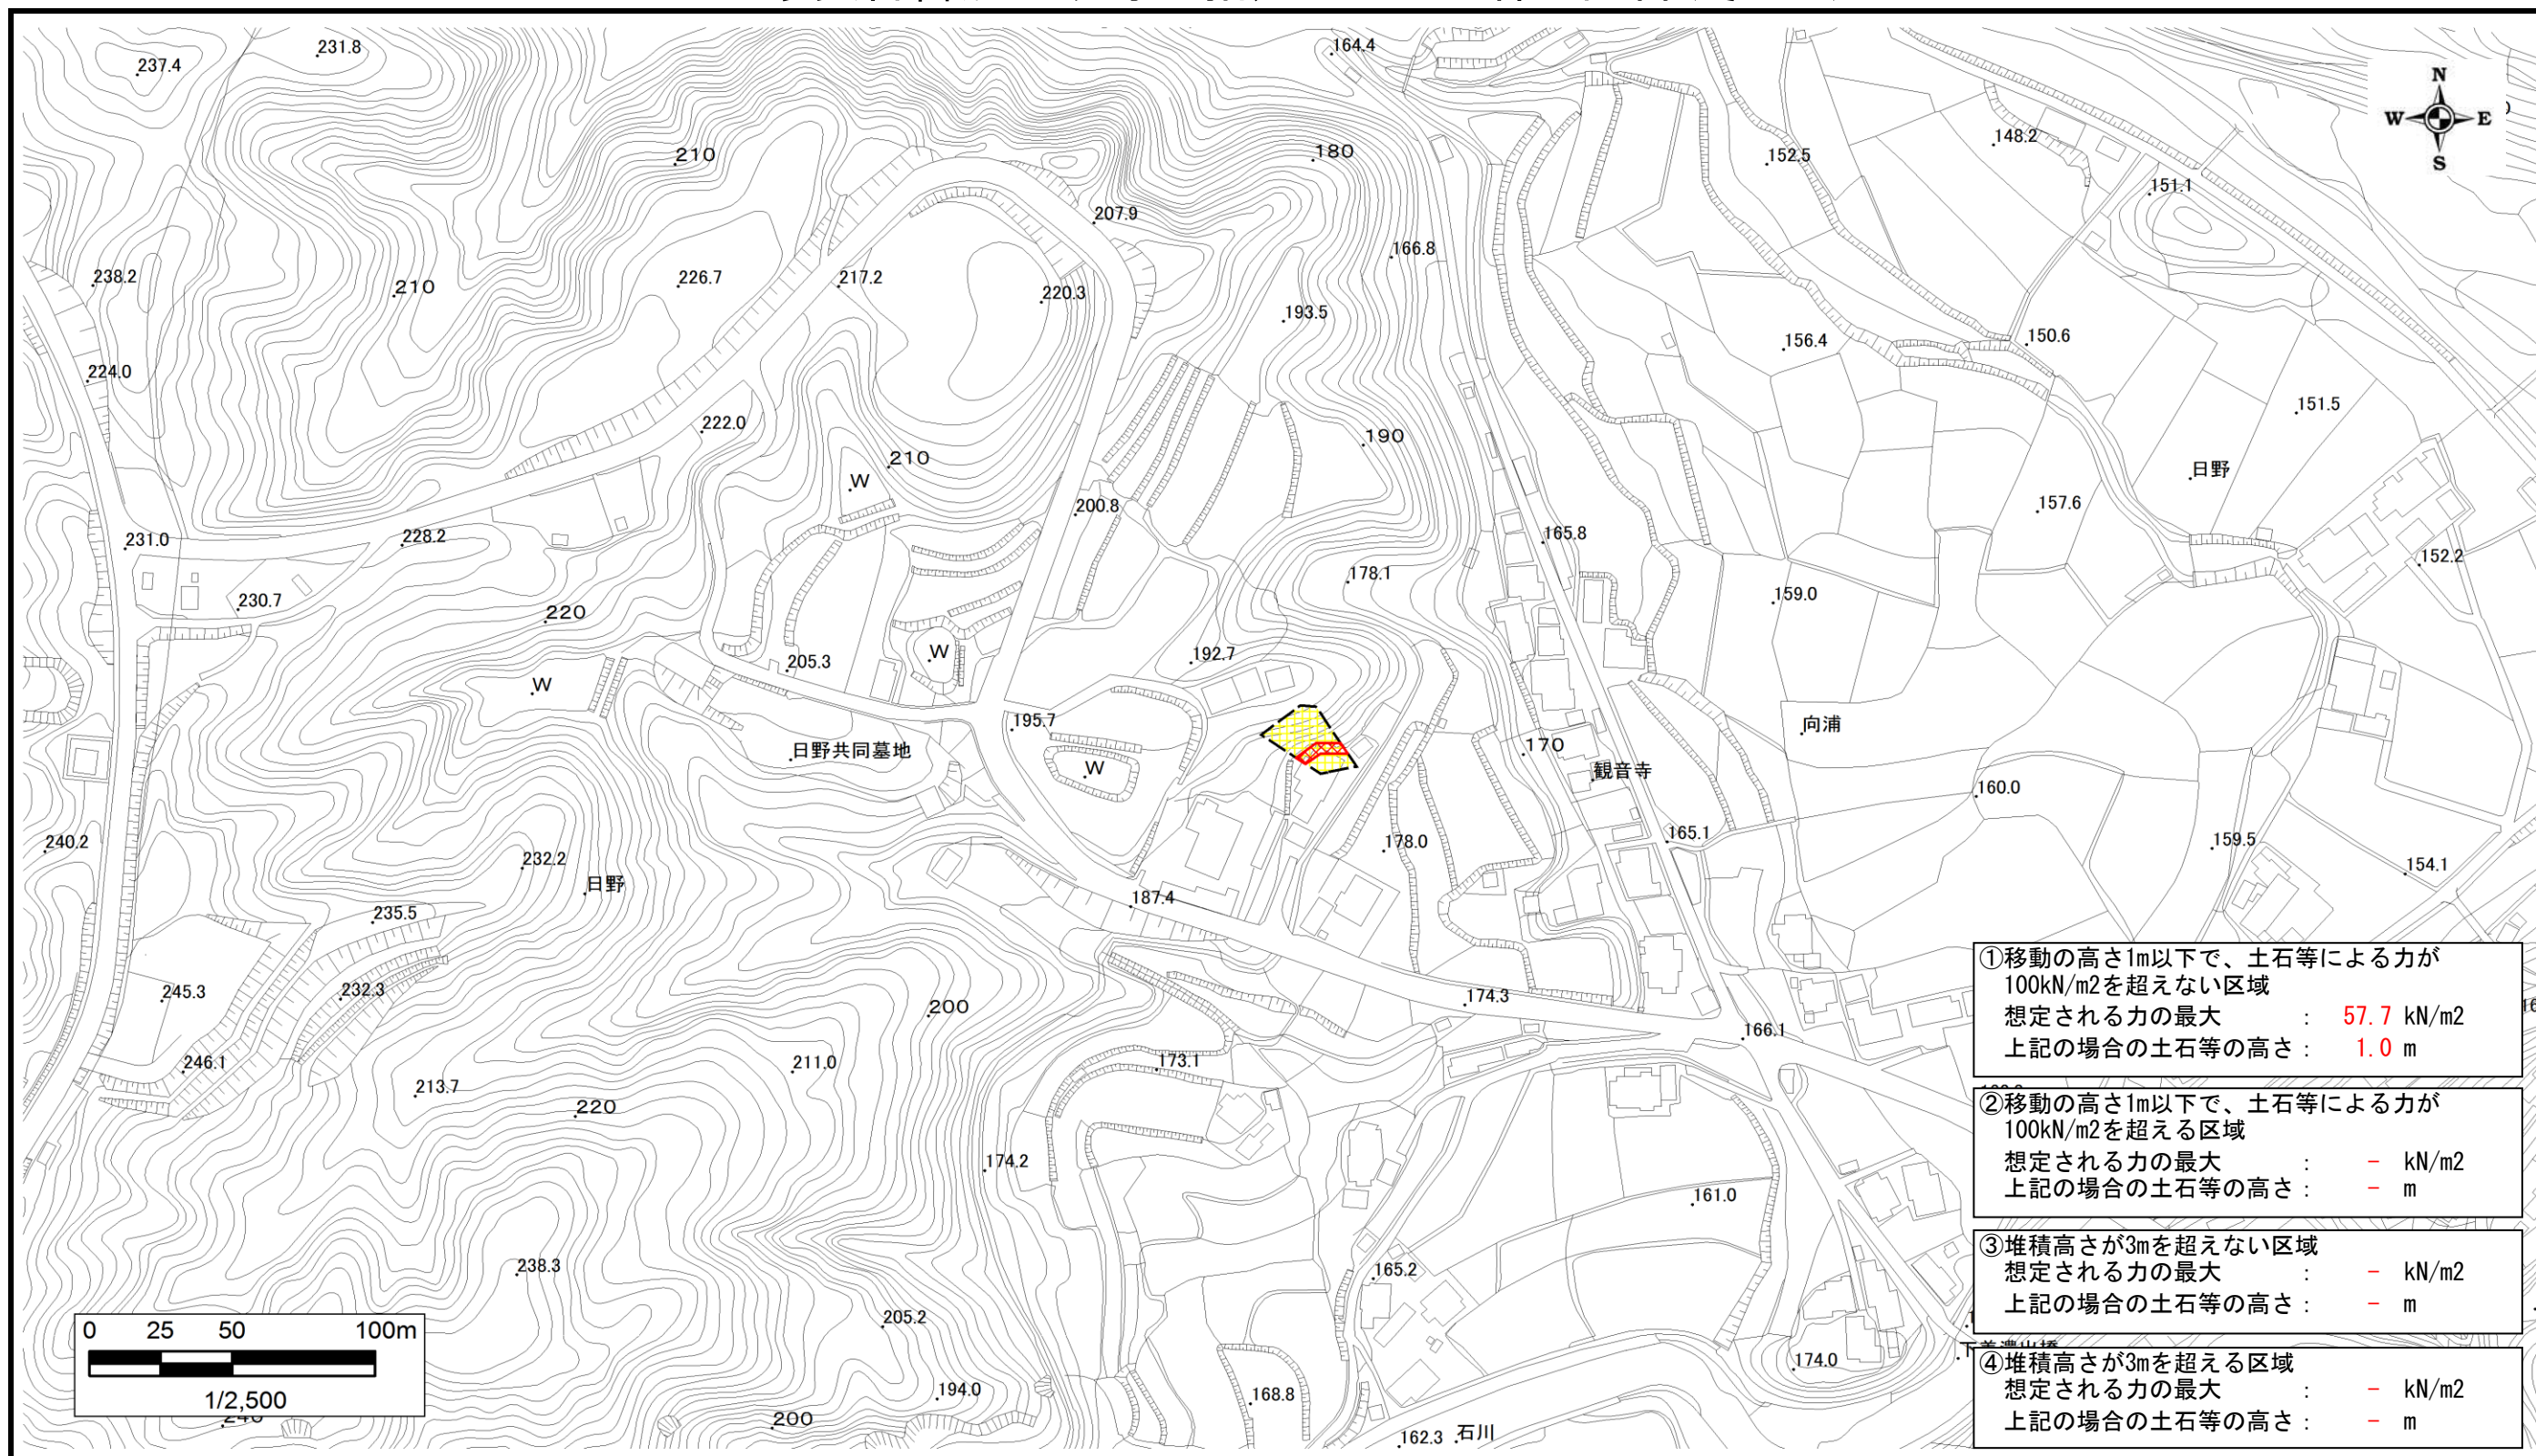 N
W E
S
237.4
231.8
164.4
210
180
152.5
148.2
151.1
207.9
238.2
210
226.7
217.2
220.3
166.8
193.5
156.4
150.6
224.0
222.0
210
190
151.5
W
200.8
日野
157.6
231.0
228.2
165.8
152.2
230.7
220
178.1
159.0
205.3
W
192.7
W
195.7
向浦
日野共同墓地
W
170
観音寺
160.0
240.2
232.2
178.0
165.1
159.5
154.1
日野
187.4
235.5
245.3
232.3
200
174.3
166.1
246.1
213.7
220
211.0
173.1
174.2
161.0
238.3
165.2
205.2
174.0
194.0
168.8
200
162.3
石川
①移動の高さ1m以下で、土石等による力が
100kN/m2を超えない区域
想定される力の最大 : 57.7 kN/m2
上記の場合の土石等の高さ : 1.0 m
②移動の高さ1m以下で、土石等による力が
100kN/m2を超える区域
想定される力の最大 : - kN/m2
上記の場合の土石等の高さ : - m
③堆積高さが3mを超えない区域
想定される力の最大 : - kN/m2
上記の場合の土石等の高さ : - m
④堆積高さが3mを超える区域
想定される力の最大 : - kN/m2
上記の場合の土石等の高さ : - m
0 25 50 100m
1/2,500